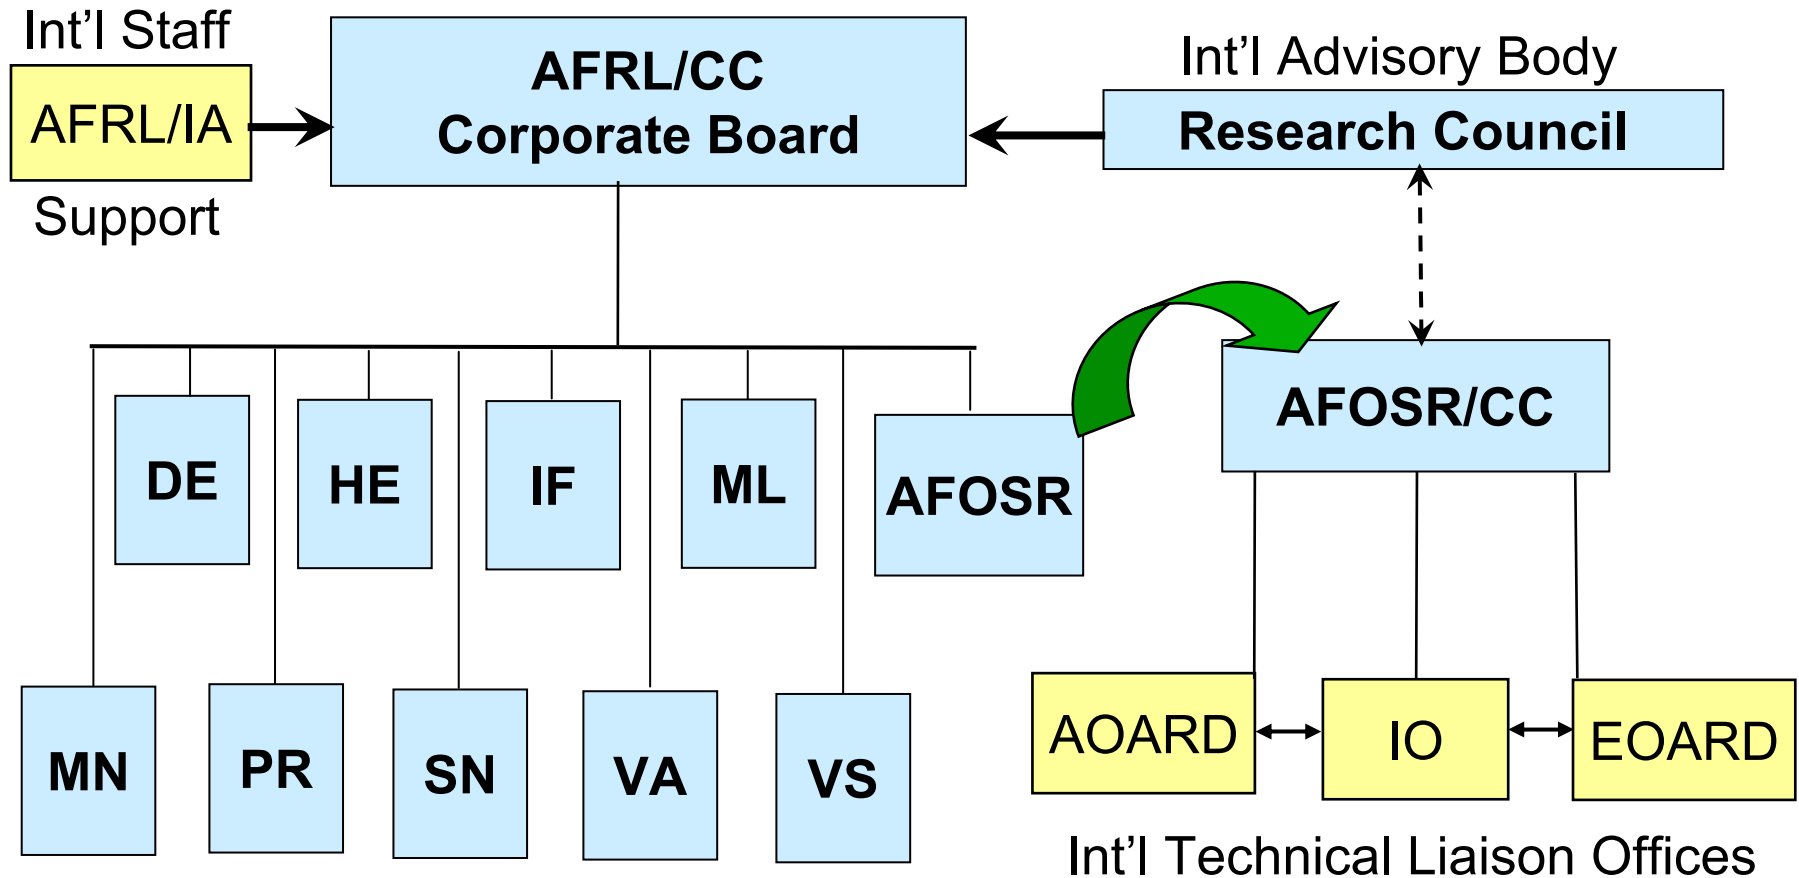 Int'l Staff
AFRL/IA
Support
AFRL/CC
Corporate Board
Int'l Advisory Body
Research Council
AFOSR/CC
DE
HE
IF
ML
AFOSR
MN
PR
SN
VA
VS
AOARD
IO
EOARD
Int'l Technical Liaison Offices